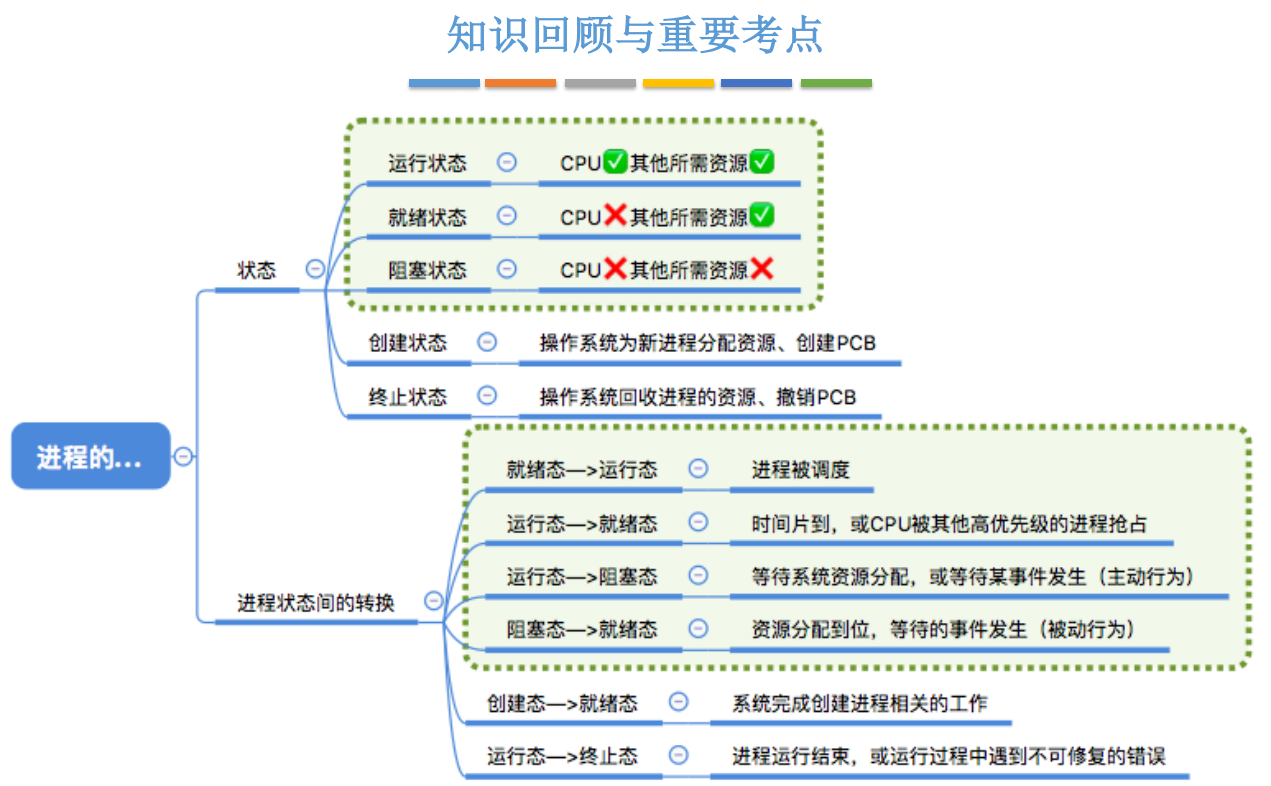 知识回顾与重要考点
运行状态 CPU✅其他所需资源✅
就绪状态 CPU❌其他所需资源✅
状态
阻塞状态 CPU❌其他所需资源❌
创建状态 操作系统为新进程分配资源、创建PCB
终止状态 操作系统回收进程的资源、撤销PCB
进程的...
就绪态—>运行态 进程被调度
运行态—>就绪态 时间片到，或CPU被其他高优先级的进程抢占
运行态—>阻塞态 等待系统资源分配，或等待某事件发生（主动行为）
进程状态间的转换
阻塞态—>就绪态 资源分配到位，等待的事件发生（被动行为）
创建态—>就绪态 系统完成创建进程相关的工作
运行态—>终止态 进程运行结束，或运行过程中遇到不可修复的错误